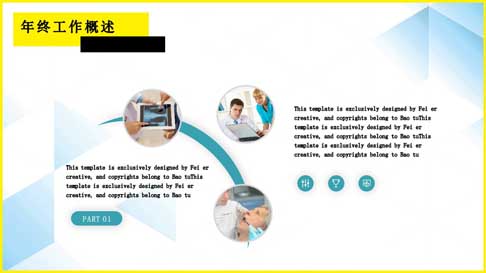 年终工作概述
This template is exclusively designed by Fei er
creative, and copyrights belong to Bao tuThis
template is exclusively designed by Fei er
creative, and copyrights belong to Bao tuThis
template is exclusively designed by Fei er
creative, and copyrights belong to Bao tu
This template is exclusively designed by Fei er
creative, and copyrights belong to Bao tuThis
template is exclusively designed by Fei er
creative, and copyrights belong to Bao tu
PART 01